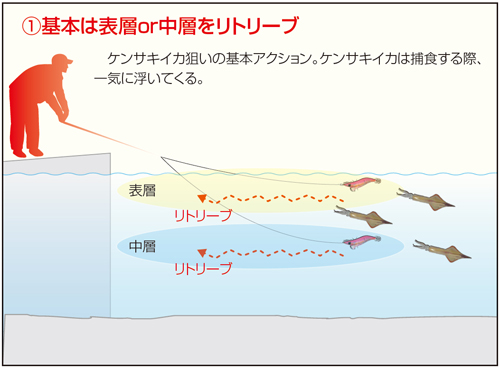 ①基本は表層or中層をリトリーブ
ケンサキイカ狙いの基本アクション。ケンサキイカは捕食する際、
一気に浮いてくる。
表層
リトリーブ
中層
リトリーブ